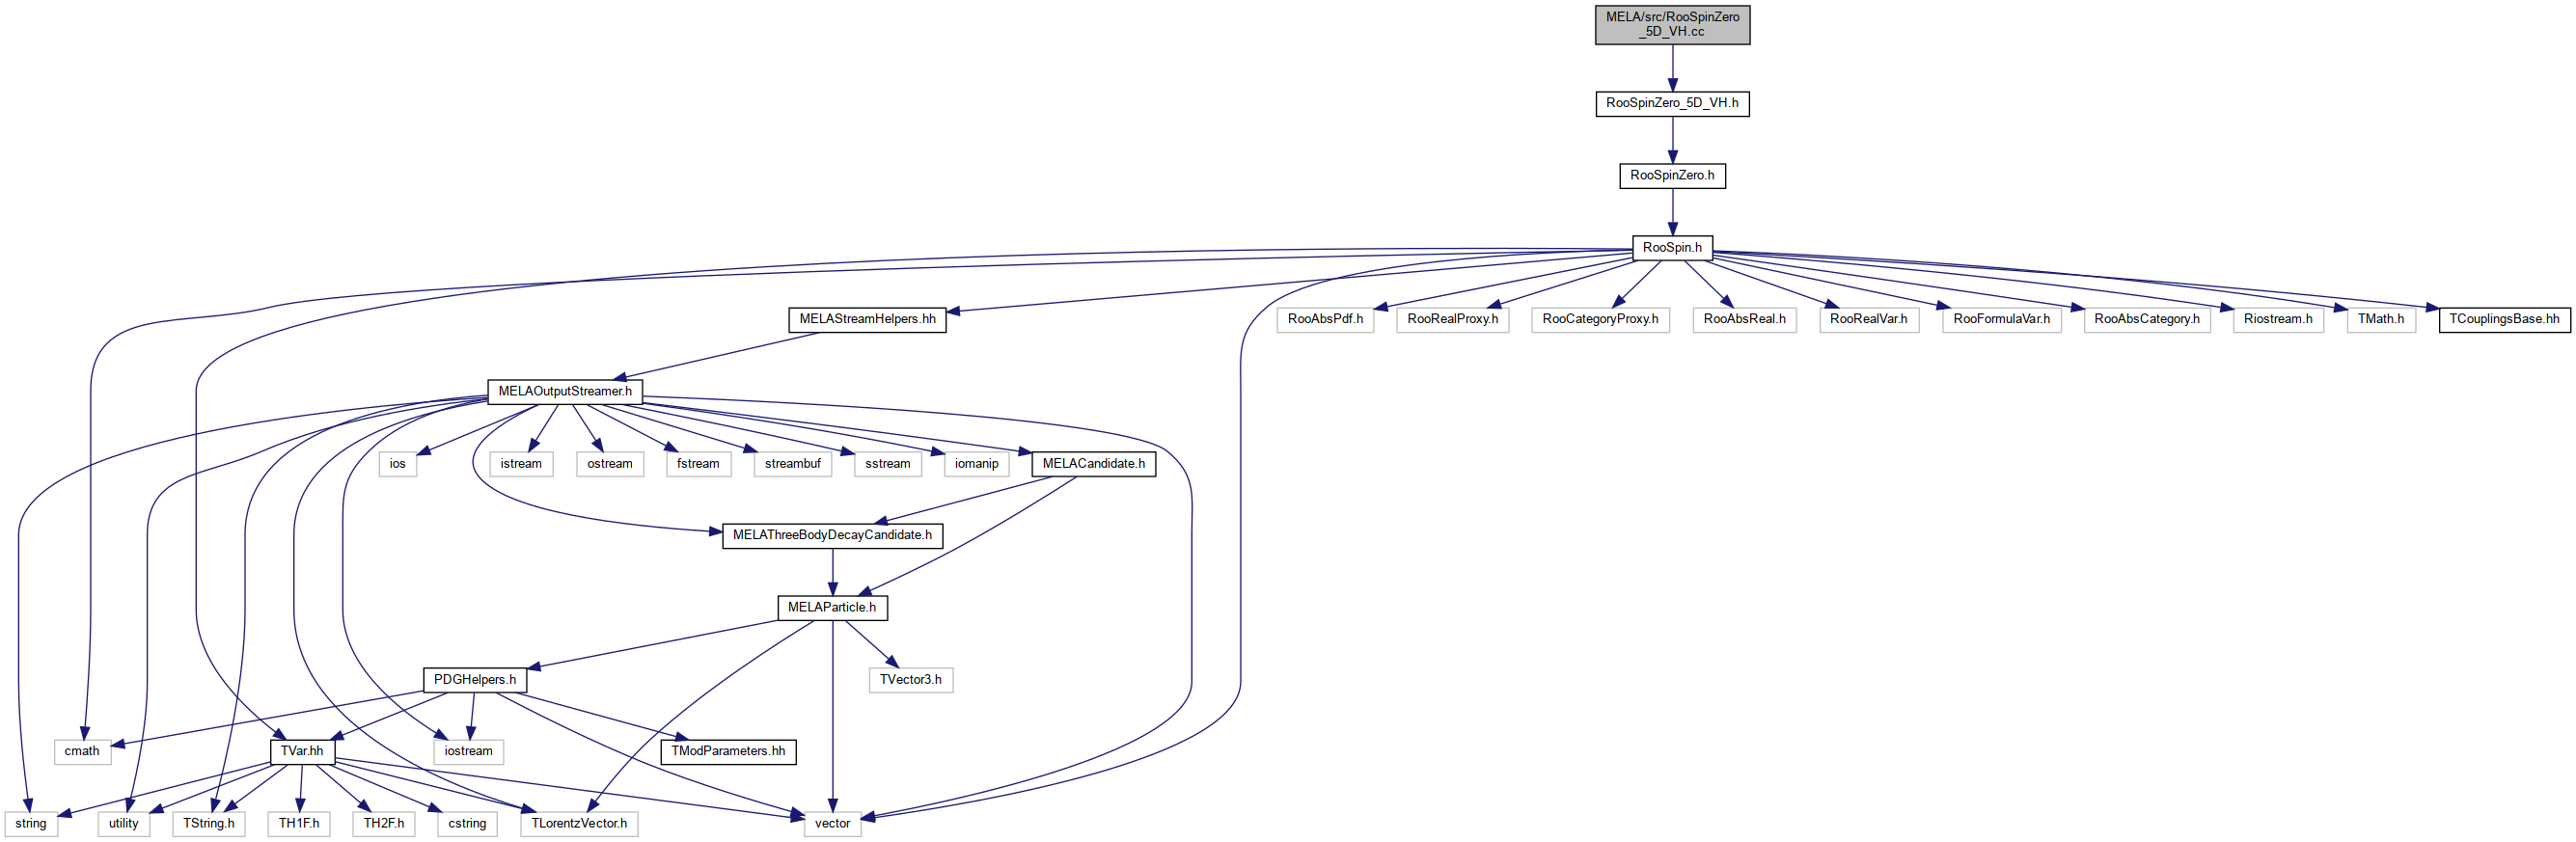 MELA/src/RooSpinZero
_5D_VH.cc
RooSpinZero_5D_VH.h
RooSpinZero.h
RooSpin.h
MELAStreamHelpers.hh
RooAbsPdf.h
RooRealProxy.h
RooCategoryProxy.h
RooAbsReal.h
RooRealVar.h
RooFormulaVar.h
RooAbsCategory.h
Riostream.h
TMath.h
TCouplingsBase.hh
MELAOutputStreamer.h
ios
istream
ostream
fstream
streambuf
sstream
iomanip
MELACandidate.h
MELAThreeBodyDecayCandidate.h
MELAParticle.h
PDGHelpers.h
TVector3.h
cmath
TVar.hh
iostream
TModParameters.hh
string
utility
TString.h
TH1F.h
TH2F.h
cstring
TLorentzVector.h
vector